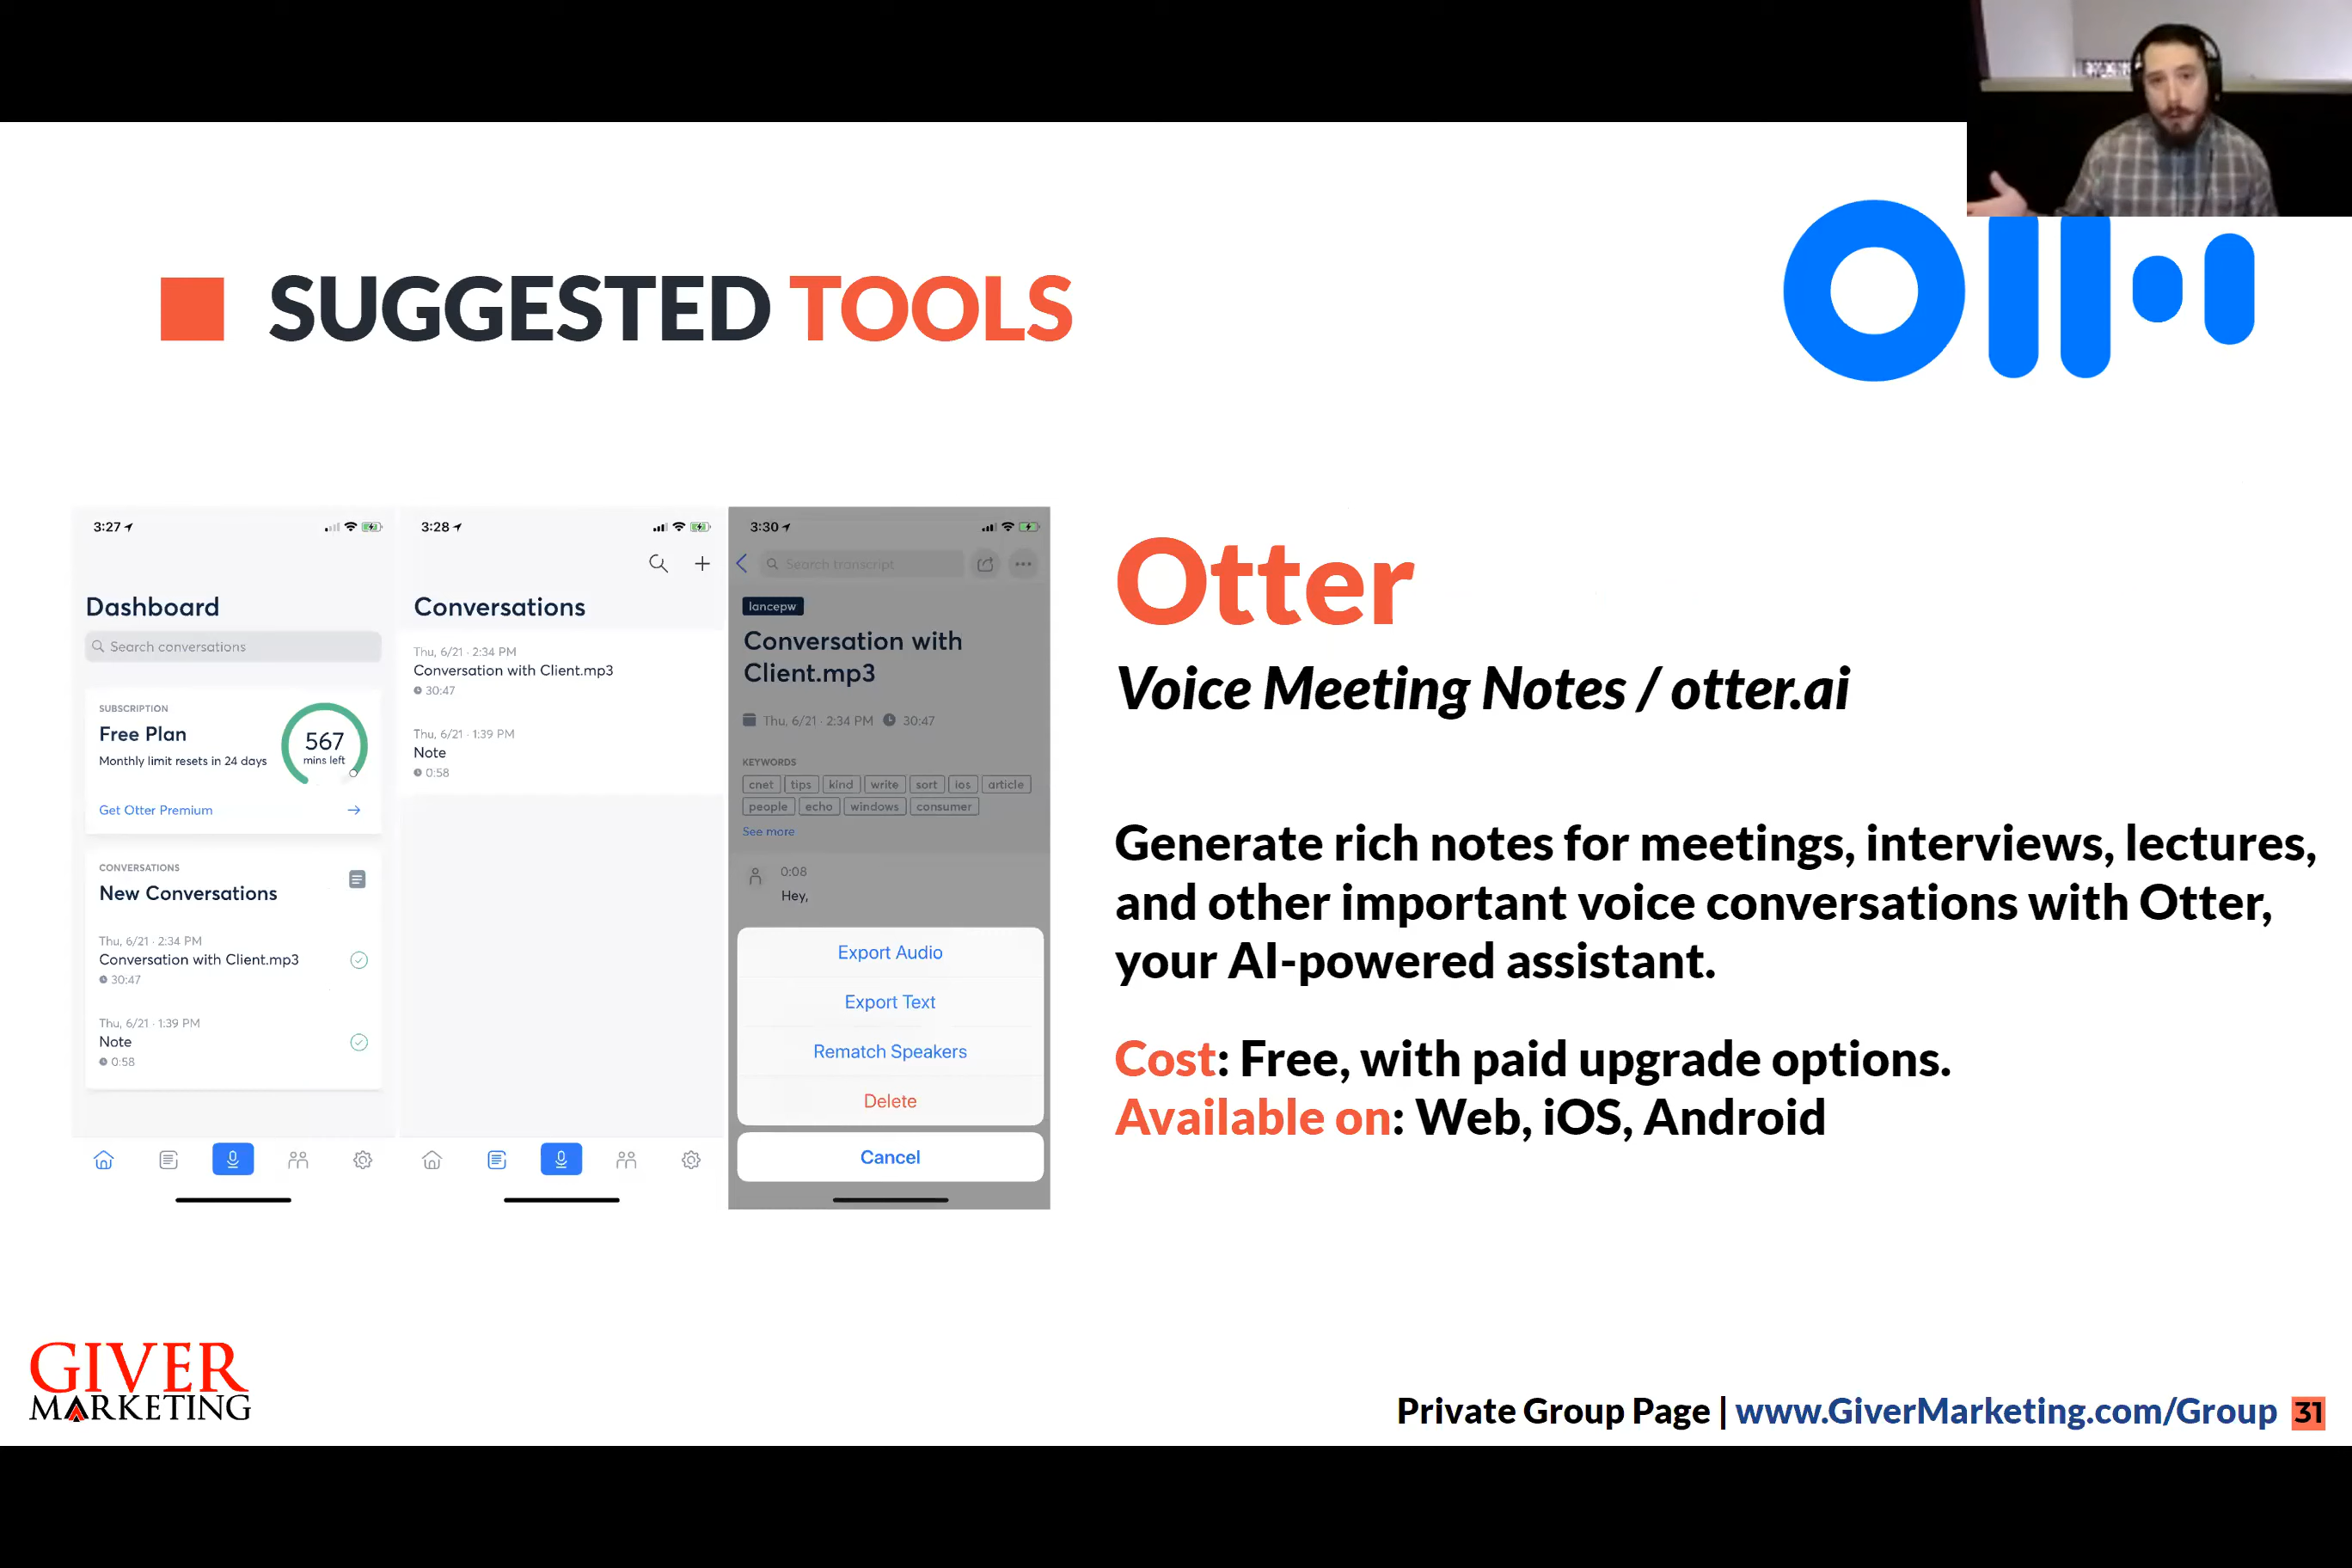 SUGGESTED TOOLS
3:27
Dashboard
Search conversations
SUBSCRIPTION
Free Plan
Monthly limit resets in 24 days
567
mins left
Get Otter Premium
CONVERSATIONS
New Conversations
Thu, 6/21 · 2:34 PM
Conversation with Client.mp3
30:47
Thu, 6/21 · 1:39 PM
Note
0:58
3:28
Conversations
Thu, 6/21 · 2:34 PM
Conversation with Client.mp3
30:47
Thu, 6/21 · 1:39 PM
Note
0:58
3:30
Search transcript
lancepw
Conversation with
Client.mp3
Thu, 6/21 · 2:34 PM 30:47
KEYWORDS
cnet tips kind write sort ios article
people echo windows consumer
See more
0:08
Hey,
Export Audio
Export Text
Rematch Speakers
Delete
Cancel
Otter
Voice Meeting Notes / otter.ai
Generate rich notes for meetings, interviews, lectures,
and other important voice conversations with Otter,
your AI-powered assistant.
Cost: Free, with paid upgrade options.
Available on: Web, iOS, Android
GIVER
MARKETING
Private Group Page | www.GiverMarketing.com/Group 31